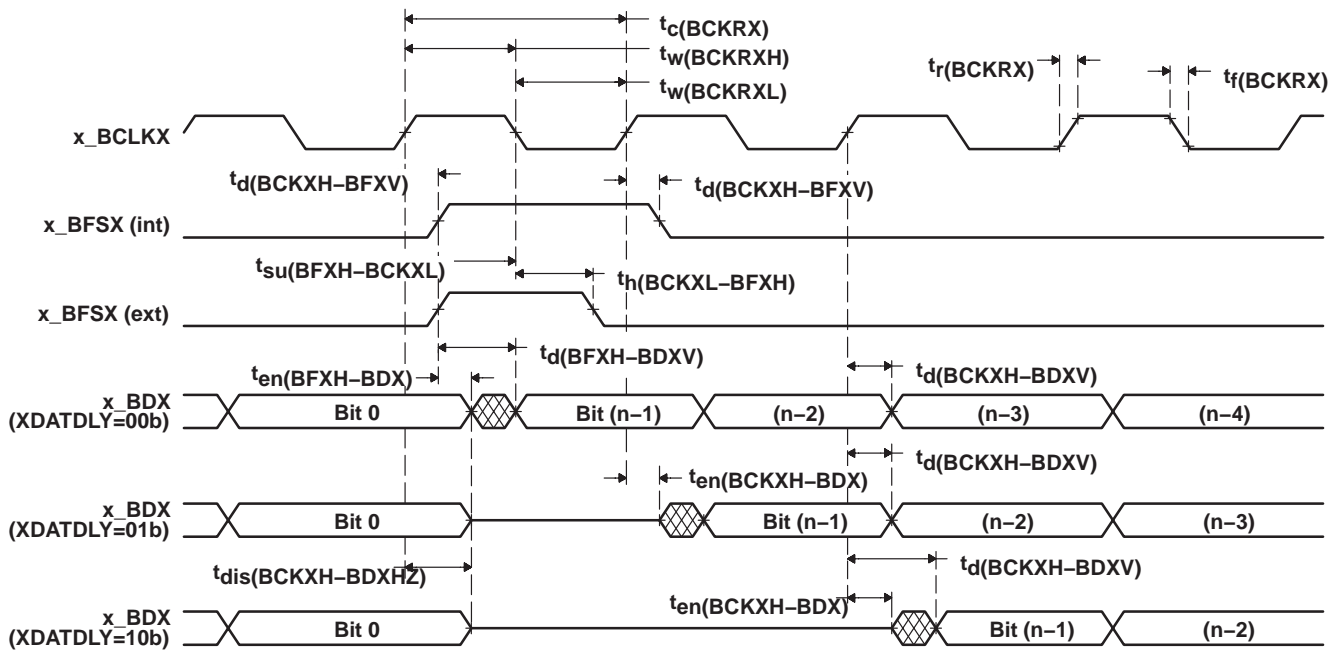 tc(BCKRX)
tw(BCKRXH)
tr(BCKRX)
tf(BCKRX)
tw(BCKRXL)
x_BCLKX
td(BCKXH–BFXV)
td(BCKXH–BFXV)
x_BFSX (int)
tsu(BFXH–BCKXL)
th(BCKXL–BFXH)
x_BFSX (ext)
td(BFXH–BDXV)
ten(BFXH–BDX)
td(BCKXH–BDXV)
x_BDX
(XDATDLY=00b)
Bit 0
Bit (n–1)
(n–2)
(n–3)
(n–4)
td(BCKXH–BDXV)
ten(BCKXH–BDX)
x_BDX
(XDATDLY=01b)
Bit 0
Bit (n–1)
(n–2)
(n–3)
tdis(BCKXH–BDXHZ)
td(BCKXH–BDXV)
ten(BCKXH–BDX)
x_BDX
(XDATDLY=10b)
Bit 0
Bit (n–1)
(n–2)